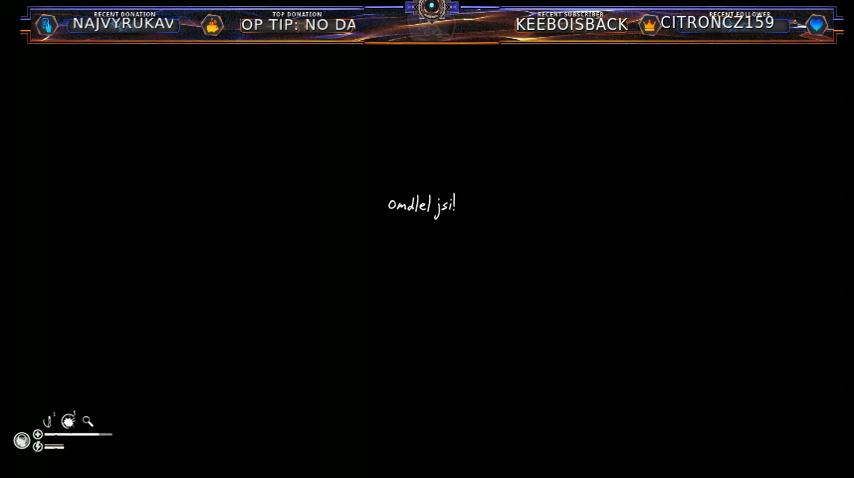 RECENT DONATION
NAJVYRUKAV
TOP DONATION
OP TIP: NO DA
RECENT SUBSCRIBER
KEEBOISBACK
RECENT FOLLOWER
CITRONCZ159
Omdlel jsi!